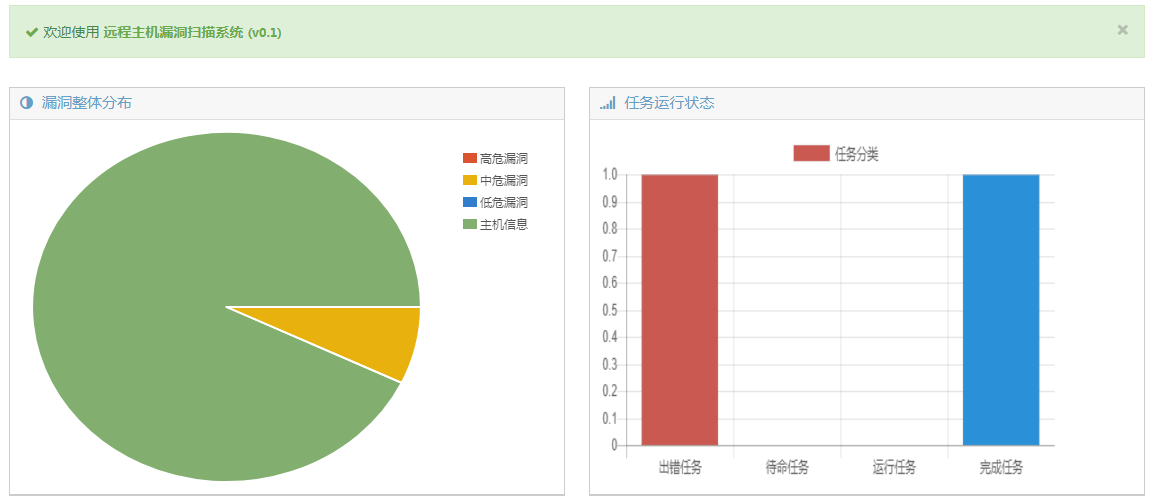 欢迎使用 远程主机漏洞扫描系统 (v0.1)
×
漏洞整体分布
高危漏洞
中危漏洞
低危漏洞
主机信息
任务运行状态
任务分类
1.0
0.9
0.8
0.7
0.6
0.5
0.4
0.3
0.2
0.1
0
出错任务 待命任务 运行任务 完成任务